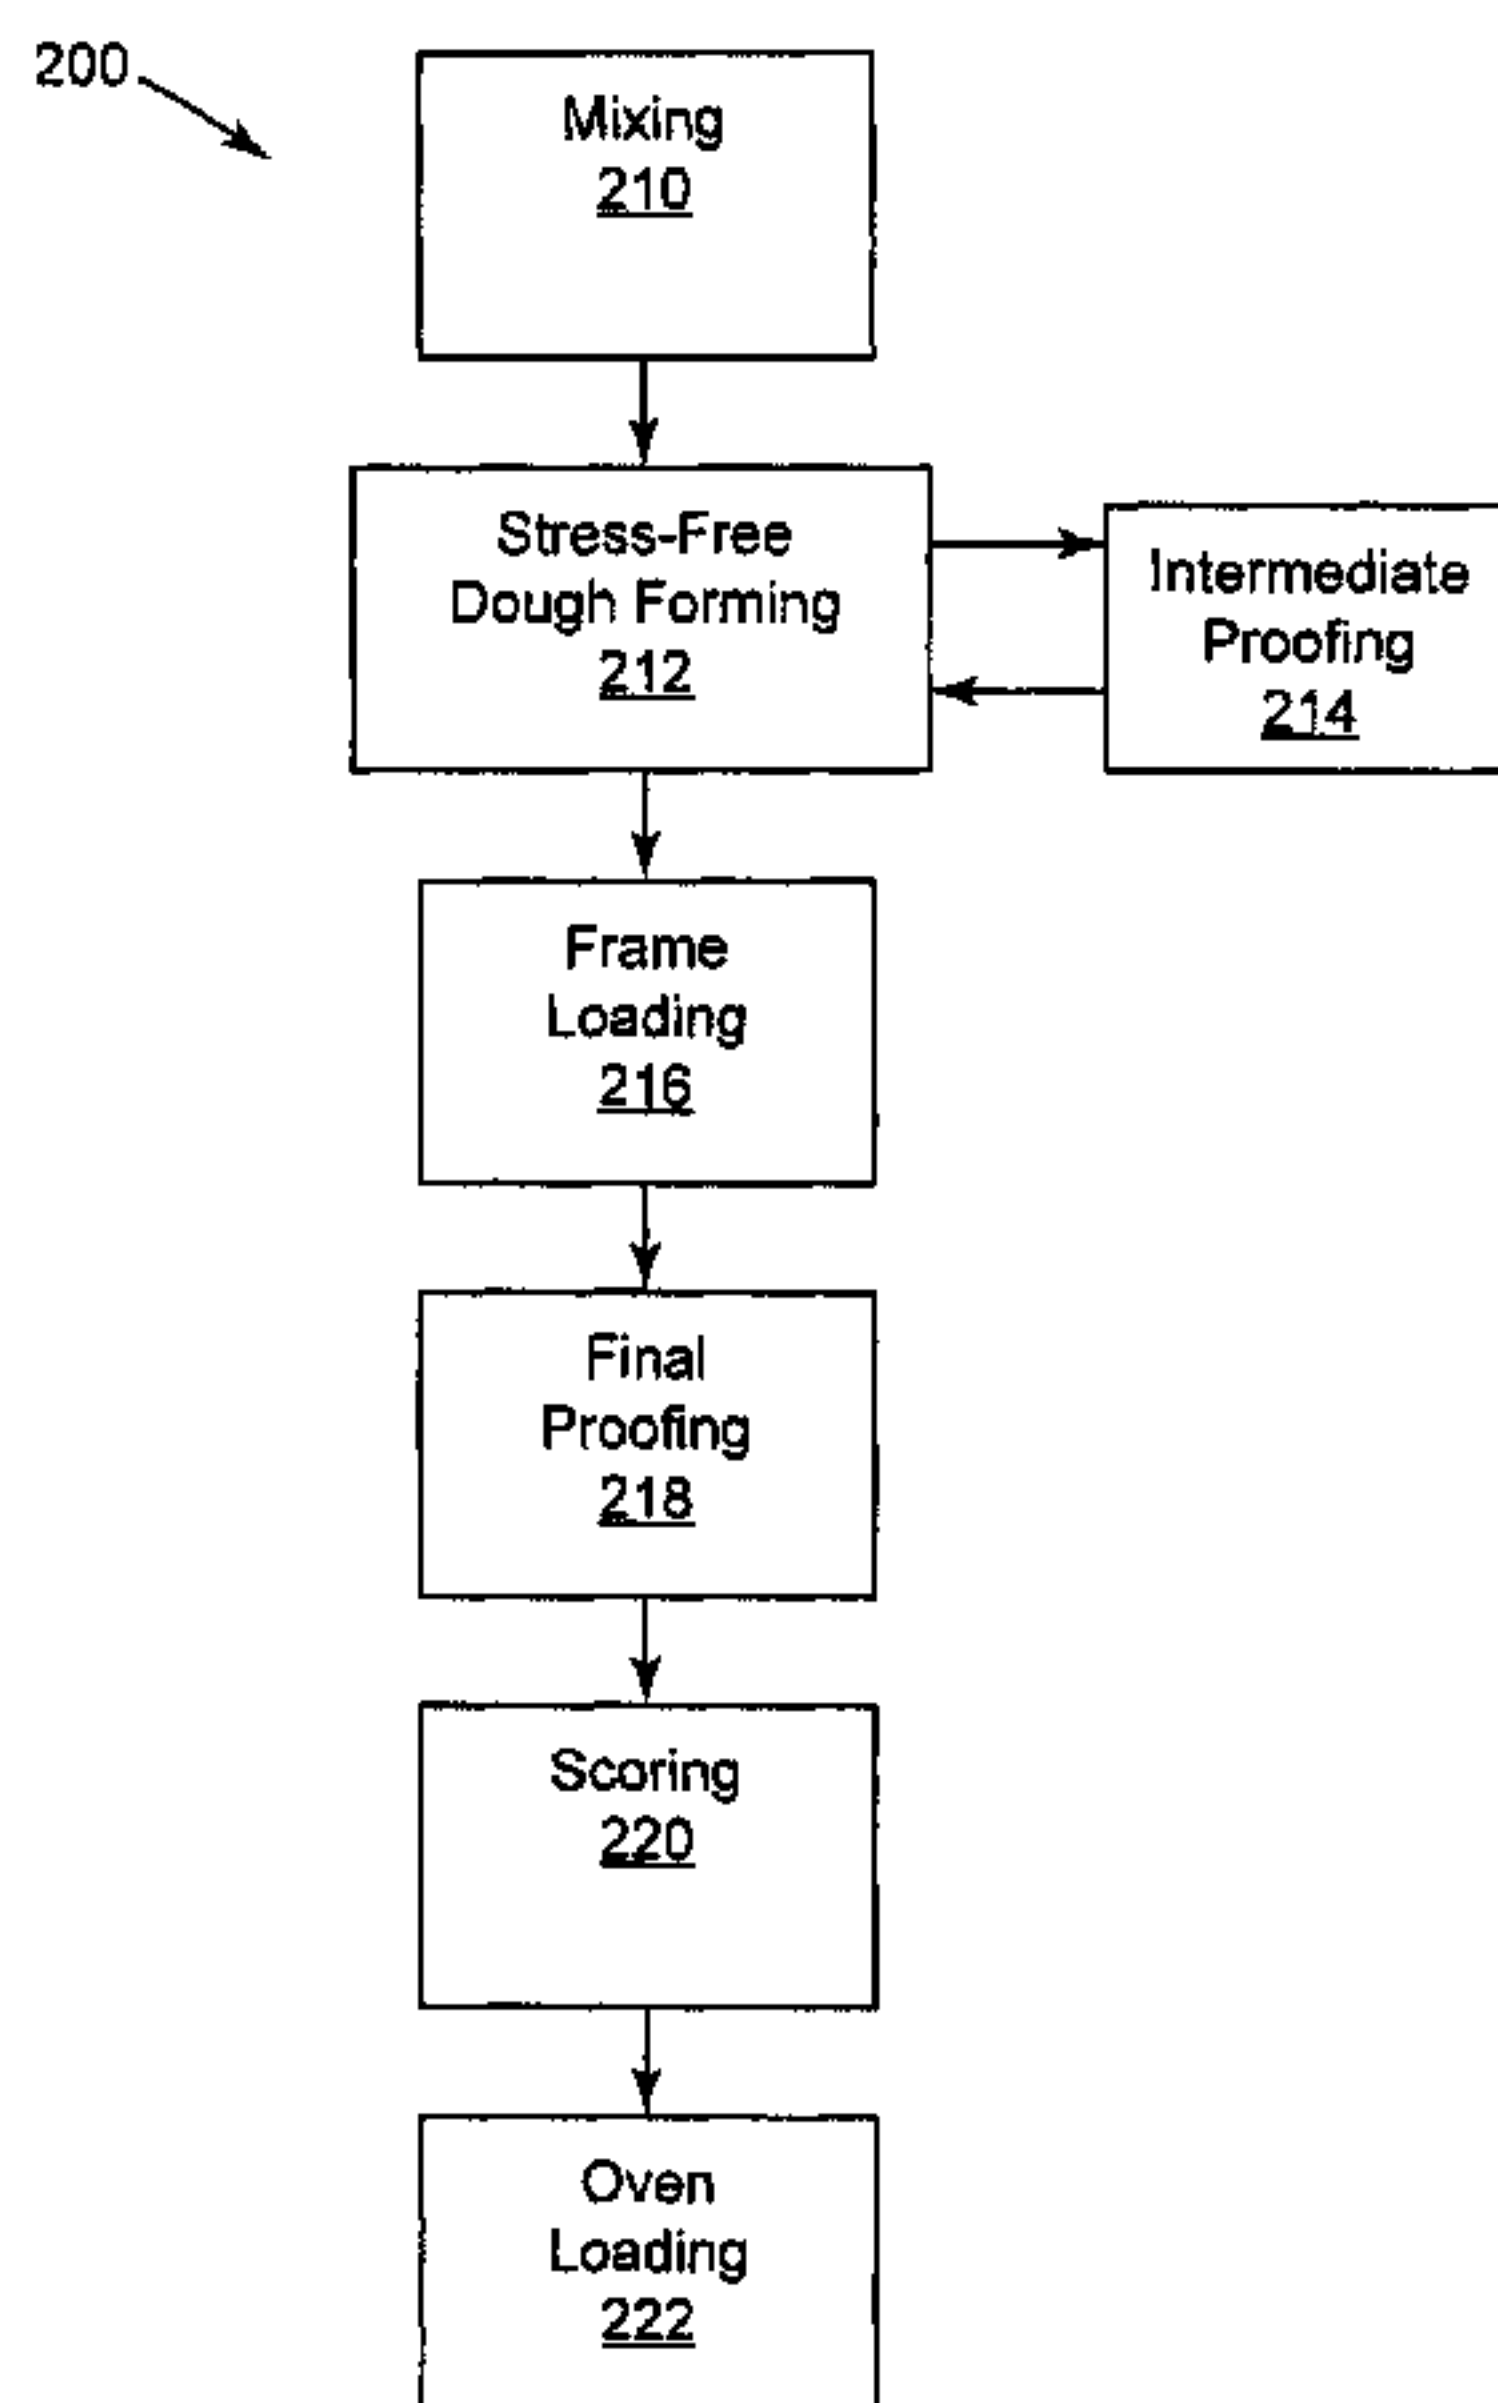 200
Mixing
210
Stress-Free
Dough Forming
212
Intermediate
Proofing
214
Frame
Loading
216
Final
Proofing
218
Scoring
220
Oven
Loading
222